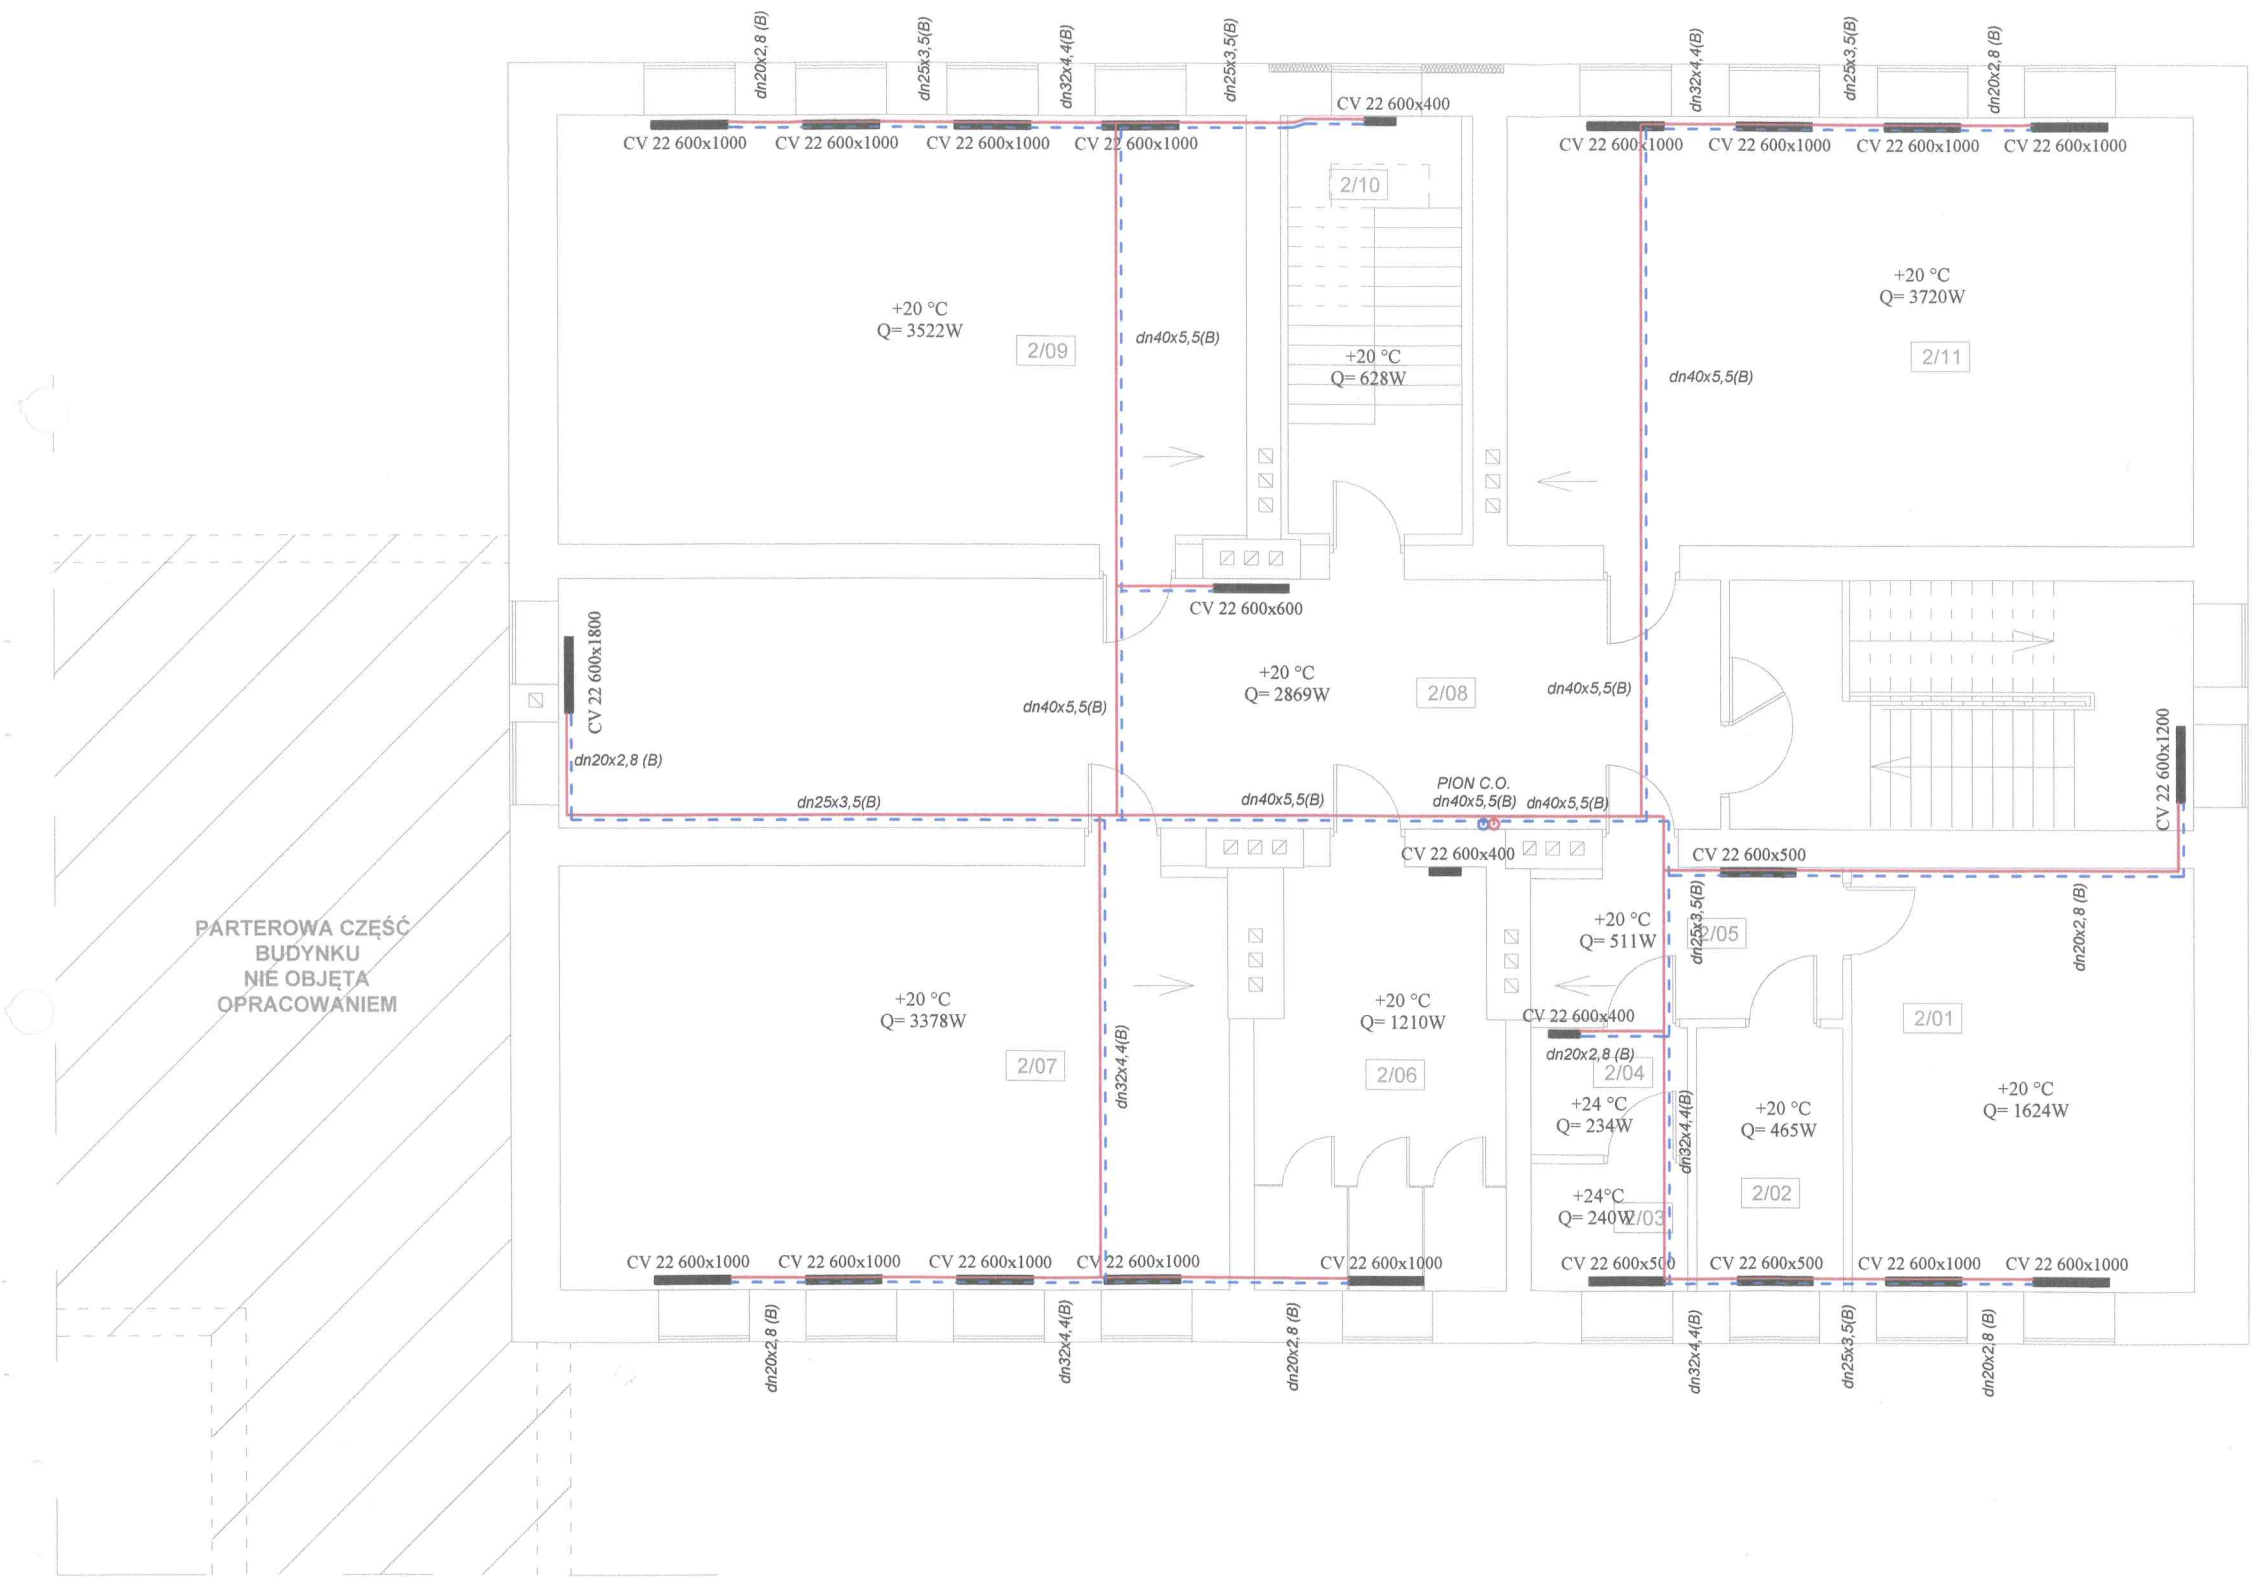 dn20x2,8 (B)
dn25x3,5(B)
dn32x4,4(B)
dn25x3,5(B)
dn32x4,4(B)
dn25x3,5(B)
dn20x2,8 (B)
CV 22 600x400
CV 22 600x1000
CV 22 600x1000
CV 22 600x1000
CV 22 600x1000
CV 22 600x1000
CV 22 600x1000
CV 22 600x1000
CV 22 600x1000
2/10
+20 °C
Q= 3522W
2/09
dn40x5,5(B)
+20 °C
Q= 628W
+20 °C
Q= 3720W
2/11
dn40x5,5(B)
CV 22 600x600
CV 22 600x1800
dn20x2,8 (B)
dn40x5,5(B)
+20 °C
Q= 2869W
2/08
dn40x5,5(B)
CV 22 600x1200
dn25x3,5(B)
dn40x5,5(B)
PION C.O.
dn40x5,5(B)
dn40x5,5(B)
CV 22 600x400
CV 22 600x500
PARTEROWA CZĘŚĆ
BUDYNKU
NIE OBJĘTA
OPRACOWANIEM
+20 °C
Q= 3378W
2/07
dn32x4,4(B)
+20 °C
Q= 1210W
2/06
+20 °C
Q= 511W
dn25x3,5(B)
2/05
dn20x2,8 (B)
CV 22 600x400
dn20x2,8 (B)
2/04
+24 °C
Q= 234W
dn32x4,4(B)
+20 °C
Q= 465W
2/02
2/01
+20 °C
Q= 1624W
+24°C
Q= 240W
2/03
CV 22 600x1000
CV 22 600x1000
CV 22 600x1000
CV 22 600x1000
CV 22 600x1000
CV 22 600x500
CV 22 600x500
CV 22 600x1000
CV 22 600x1000
dn20x2,8 (B)
dn32x4,4(B)
dn20x2,8 (B)
dn32x4,4(B)
dn25x3,5(B)
dn20x2,8 (B)